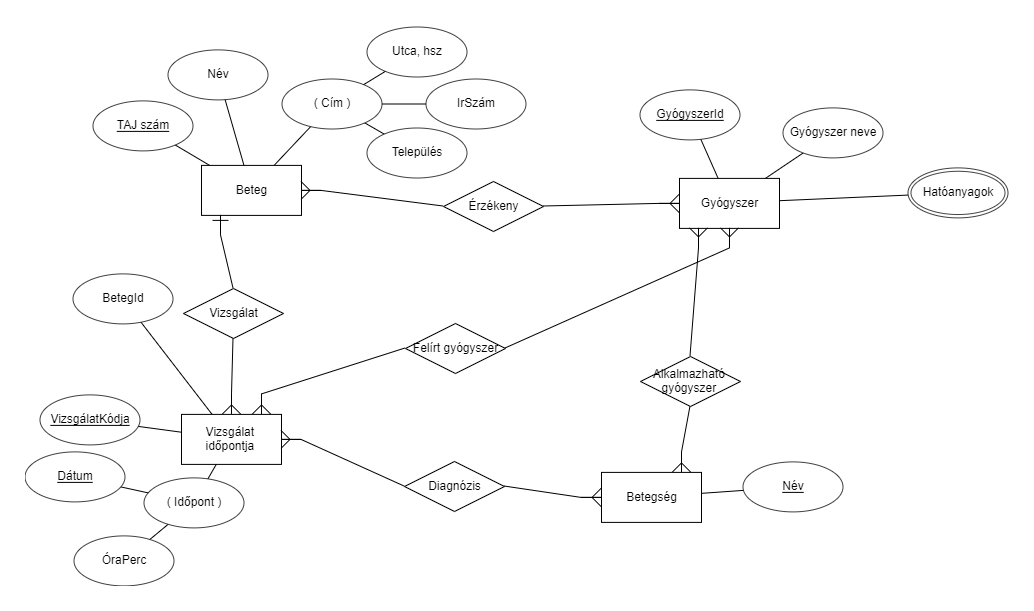 Utca, hsz
Név
( Cím )
IrSzám
TAJ szám
Település
GyógyszerId
Gyógyszer neve
Beteg
Érzékeny
Gyógyszer
Hatóanyagok
BetegId
Vizsgálat
Felírt gyógyszer
Alkalmazható
gyógyszer
VizsgálatKódja
Vizsgálat
időpontja
Dátum
( Időpont )
Diagnózis
Betegség
Név
ÓraPerc